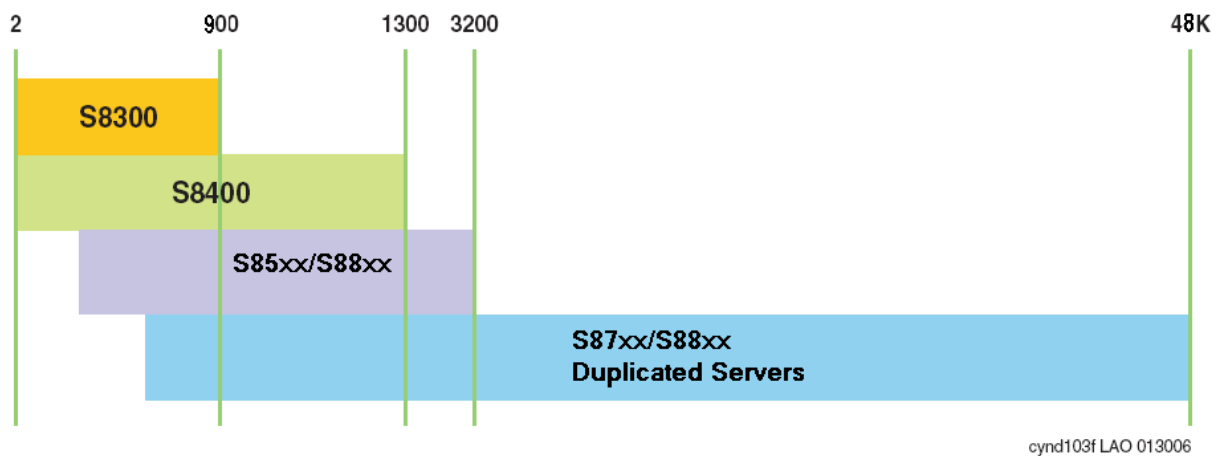 2 900 1300 3200 48K
S8300
S8400
S85xx/S88xx
S87xx/S88xx
Duplicated Servers
cynd103f LAO 013006